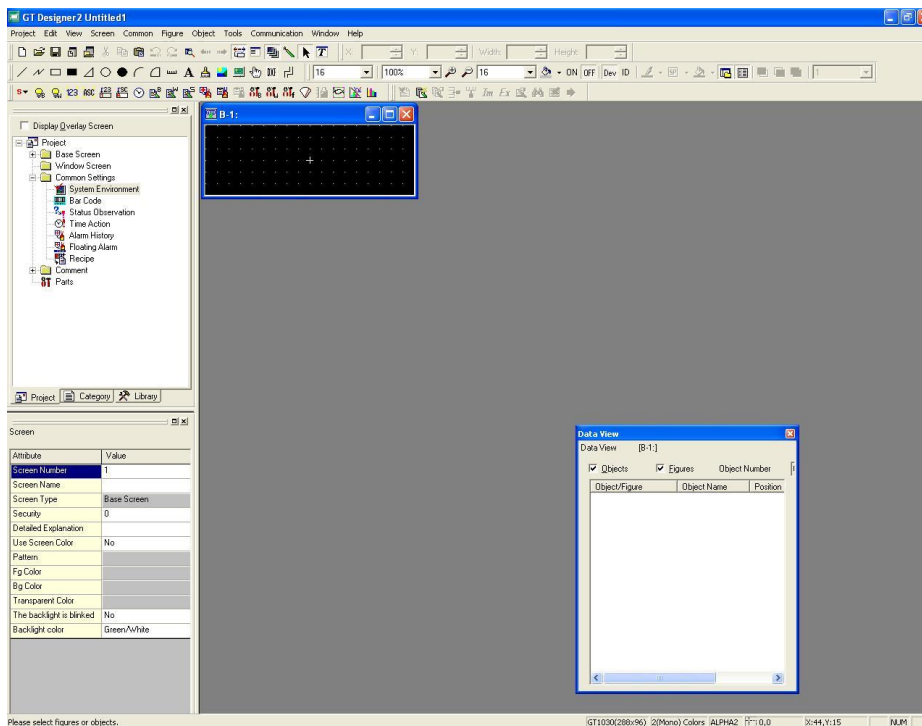 GT Designer2 Untitled1
Project Edit View Screen Common Figure Object Tools Communication Window Help
X: Y: Width: Height:
16 100% 16 ON OFF Dev ID 1
123 ASC
B-1:
Display Overlay Screen
Project
Base Screen
Window Screen
Common Settings
System Environment
Bar Code
Status Observation
Time Action
Alarm History
Floating Alarm
Recipe
Comment
Parts
Project Category Library
Screen
Attribute Value
Screen Number 1
Screen Name
Screen Type Base Screen
Security 0
Detailed Explanation
Use Screen Color No
Pattern
Fg Color
Bg Color
Transparent Color
The backlight is blinked No
Backlight color Green/White
Data View
Data View [B-1:]
Objects Figures Object Number
Object/Figure Object Name Position
Please select figures or objects.
GT1030(288x96) 2(Mono) Colors ALPHA2 0,0 X:44,Y:15 NUM